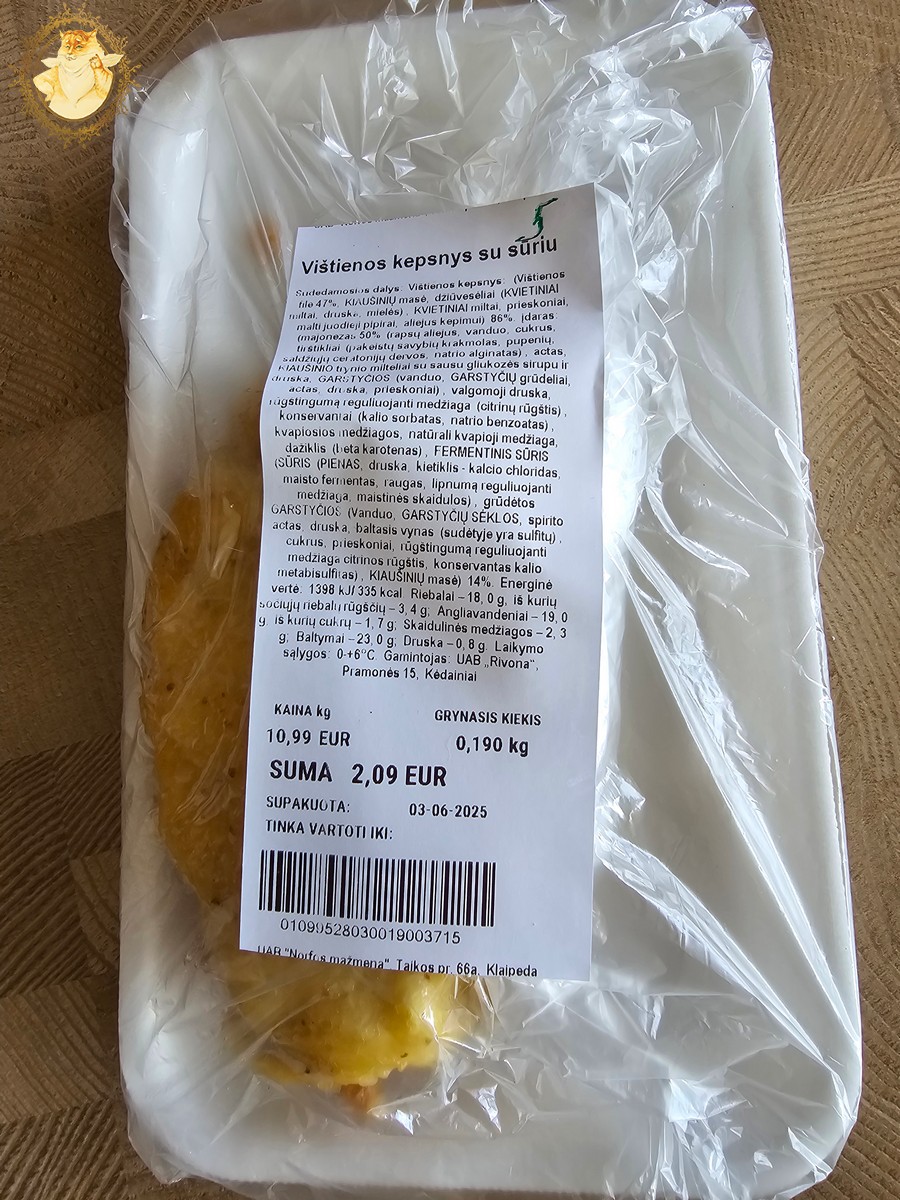 Vištienos kepsnys su sūriu
Sudedamosios dalys: Vištienos kepsnys: (Vištienos
filė 47%, KIAUŠINIŲ masė, džiūvesėliai (KVIETINIAI
miltai, druska, mielės), KVIETINIAI miltai, prieskoniai,
malti juodieji pipirai, aliejus kepimui) 86%. Įdaras:
(majonezas 50% (rapsų aliejus, vanduo, cukrus,
tirštikliai (pakeistų savybių krakmolas, pupenių,
saldžiųjų ceratonijų dervos, natrio alginatas), actas,
KIAUŠINIO trynio milteliai su sausu gliukozės sirupu ir
druska, GARSTYČIOS (vanduo, GARSTYČIŲ grūdeliai,
actas, druska, prieskoniai), valgomoji druska,
rūgštingumą reguliuojanti medžiaga (citrinų rūgštis),
konservantai (kalio sorbatas, natrio benzoatas),
kvapiosios medžiagos, natūrali kvapioji medžiaga,
dažiklis (beta karotenas), FERMENTINIS SŪRIS
(SŪRIS (PIENAS, druska, kietiklis - kalcio chloridas,
maisto fermentas, raugas, lipnumą reguliuojanti
medžiaga, maistinės skaidulos), grūdėtos
GARSTYČIOS (Vanduo, GARSTYČIŲ SĖKLOS, spirito
actas, druska, baltasis vynas (sudėtyje yra sulfitų),
cukrus, prieskoniai, rūgštingumą reguliuojanti
medžiaga citrinos rūgštis, konservantas kalio
metabisulfitas), KIAUŠINIŲ masė) 14%. Energinė
vertė: 1398 kJ/ 335 kcal. Riebalai – 18,0 g, iš kurių
sočiųjų riebalų rūgščių – 3,4 g; Angliavandeniai – 19,0
g, iš kurių cukrų – 1,7 g; Skaidulinės medžiagos – 2,3
g; Baltymai – 23,0 g; Druska – 0,8 g. Laikymo
sąlygos: 0-+6°C. Gamintojas: UAB „Rivona“,
Pramonės 15, Kėdainiai
KAINA kg GRYNASIS KIEKIS
10,99 EUR 0,190 kg
SUMA 2,09 EUR
SUPAKUOTA: 03-06-2025
TINKA VARTOTI IKI:
01099528030019003715
UAB "Norfos mažmena", Taikos pr. 66a, Klaipėda